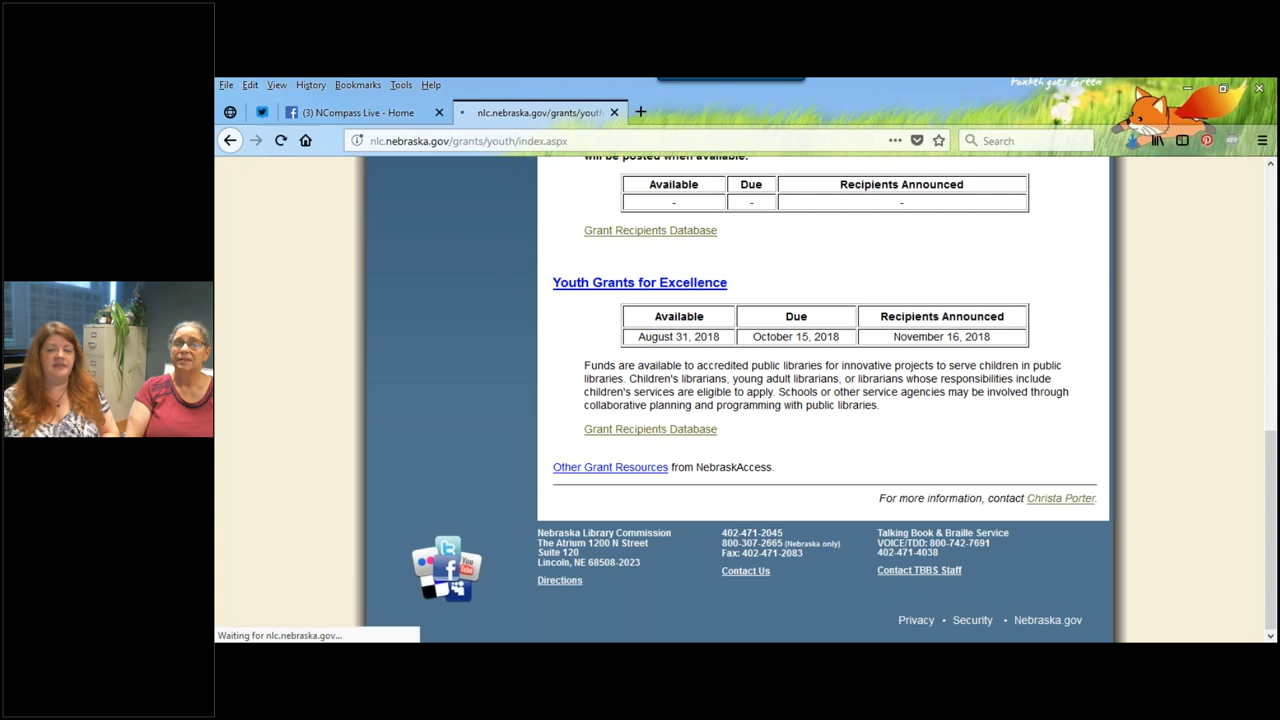 Foxkeh goes Green
File Edit View History Bookmarks Tools Help
(3) NCompass Live - Home
nlc.nebraska.gov/grants/youth
nlc.nebraska.gov/grants/youth/index.aspx
Search
will be posted when available.
Available Due Recipients Announced
- - -
Grant Recipients Database
Youth Grants for Excellence
Available Due Recipients Announced
August 31, 2018 October 15, 2018 November 16, 2018
Funds are available to accredited public libraries for innovative projects to serve children in public
libraries. Children's librarians, young adult librarians, or librarians whose responsibilities include
children's services are eligible to apply. Schools or other service agencies may be involved through
collaborative planning and programming with public libraries.
Grant Recipients Database
Other Grant Resources from NebraskAccess.
For more information, contact Christa Porter.
Nebraska Library Commission
The Atrium 1200 N Street
Suite 120
Lincoln, NE 68508-2023
Directions
402-471-2045
800-307-2665 (Nebraska only)
Fax: 402-471-2083
Contact Us
Talking Book & Braille Service
VOICE/TDD: 800-742-7691
402-471-4038
Contact TBBS Staff
You
Privacy • Security • Nebraska.gov
Waiting for nlc.nebraska.gov...